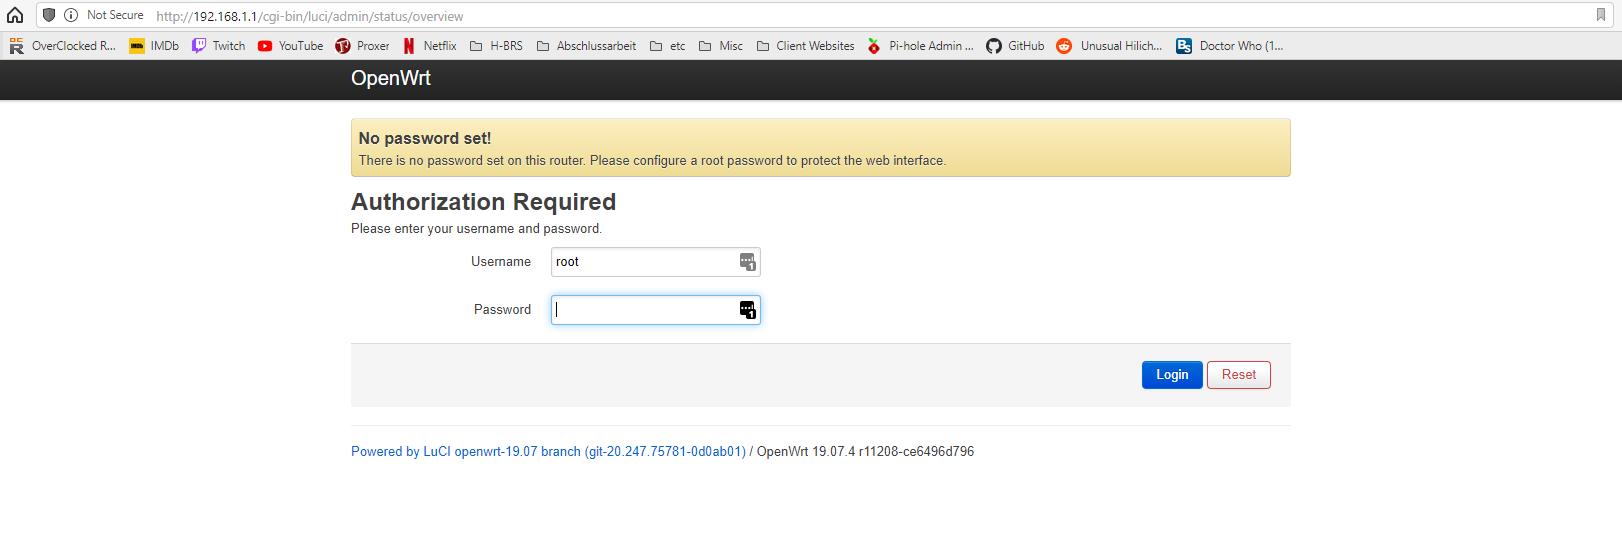 Not Secure http://192.168.1.1/cgi-bin/luci/admin/status/overview
OverClocked R... IMDb Twitch YouTube Proxer Netflix H-BRS Abschlussarbeit etc Misc Client Websites Pi-hole Admin ... GitHub Unusual Hilich... Doctor Who (1...
OpenWrt
No password set!
There is no password set on this router. Please configure a root password to protect the web interface.
Authorization Required
Please enter your username and password.
Username root
Password
Login Reset
Powered by LuCI openwrt-19.07 branch (git-20.247.75781-0d0ab01) / OpenWrt 19.07.4 r11208-ce6496d796